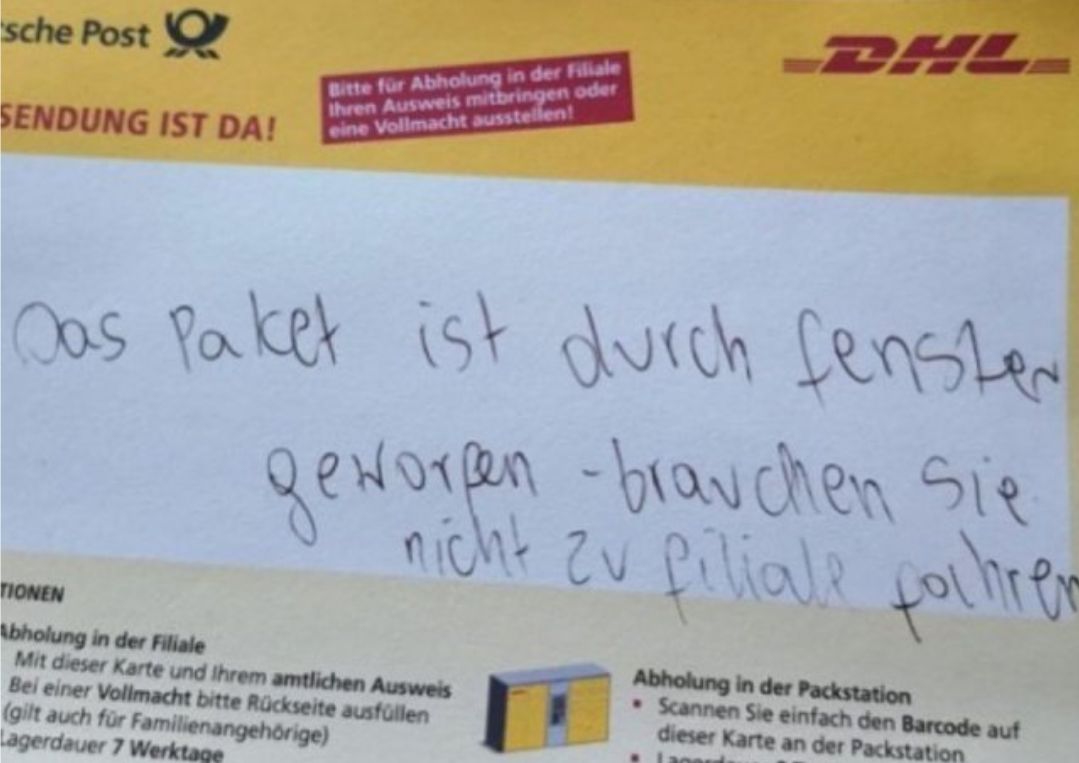 sche Post
DHL
Bitte für Abholung in der Filiale
Ihren Ausweis mitbringen oder
eine Vollmacht ausstellen!
SENDUNG IST DA!
Das Paket ist durch fenster
geworfen - brauchen Sie
nicht zu filiale fahren
TIONEN
Abholung in der Filiale
Mit dieser Karte und Ihrem amtlichen Ausweis
Bei einer Vollmacht bitte Rückseite ausfüllen
(gilt auch für Familienangehörige)
Lagerdauer 7 Werktage
Abholung in der Packstation
Scannen Sie einfach den Barcode auf
dieser Karte an der Packstation